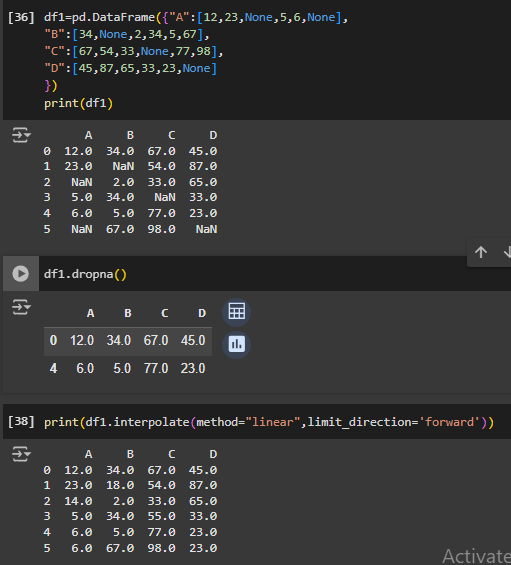 [36] df1=pd.DataFrame({"A":[12,23,None,5,6,None],
"B":[34,None,2,34,5,67],
"C":[67,54,33,None,77,98],
"D":[45,87,65,33,23,None]
})
print(df1)
A B C D
0 12.0 34.0 67.0 45.0
1 23.0 NaN 54.0 87.0
2 NaN 2.0 33.0 65.0
3 5.0 34.0 NaN 33.0
4 6.0 5.0 77.0 23.0
5 NaN 67.0 98.0 NaN
df1.dropna()
A B C D
0 12.0 34.0 67.0 45.0
4 6.0 5.0 77.0 23.0
[38] print(df1.interpolate(method="linear",limit_direction='forward'))
A B C D
0 12.0 34.0 67.0 45.0
1 23.0 18.0 54.0 87.0
2 14.0 2.0 33.0 65.0
3 5.0 34.0 55.0 33.0
4 6.0 5.0 77.0 23.0
5 6.0 67.0 98.0 23.0
Activate